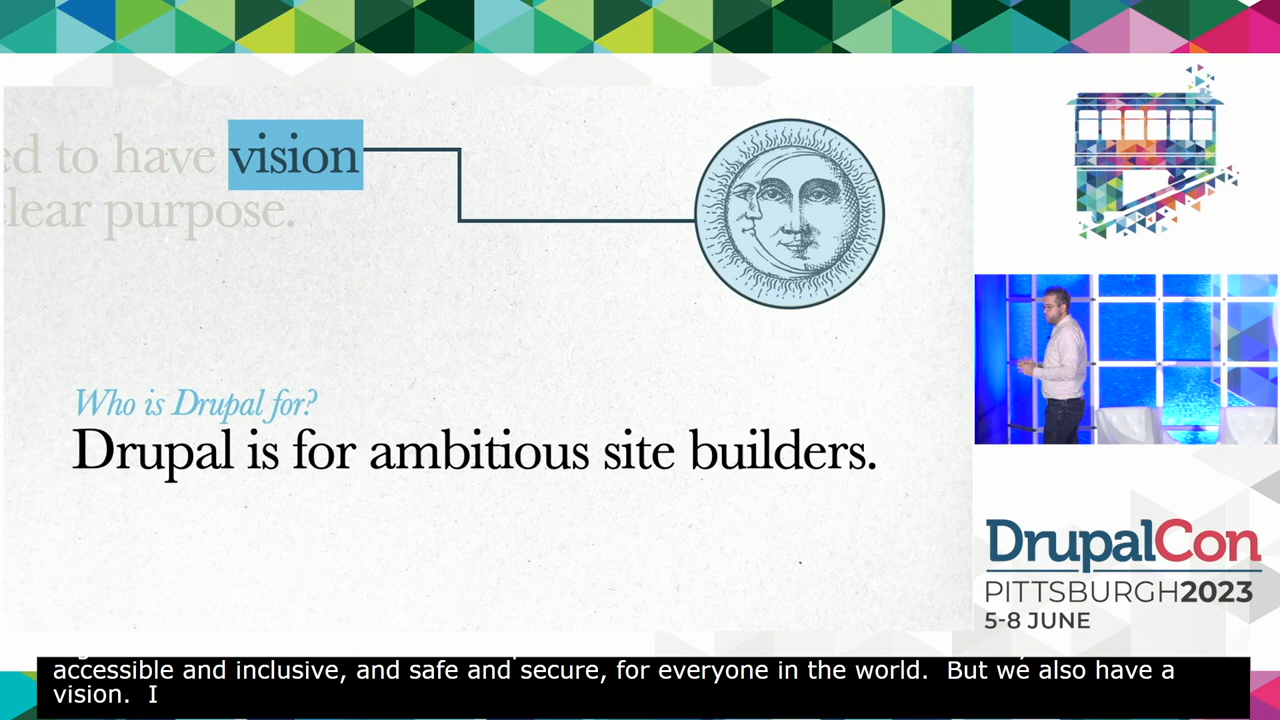 ed to have vision
lear purpose.
Who is Drupal for?
Drupal is for ambitious site builders.
DrupalCon
PITTSBURGH2023
5-8 JUNE
accessible and inclusive, and safe and secure, for everyone in the world. But we also have a
vision. I